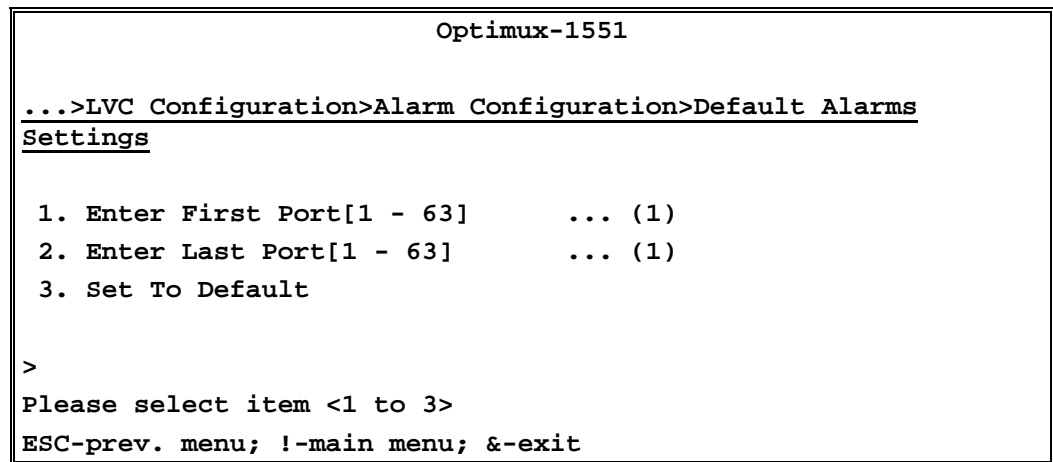 Optimux-1551
...>LVC Configuration>Alarm Configuration>Default Alarms
Settings
1. Enter First Port[1 - 63] ... (1)
2. Enter Last Port[1 - 63] ... (1)
3. Set To Default
>
Please select item <1 to 3>
ESC-prev. menu; !-main menu; &-exit